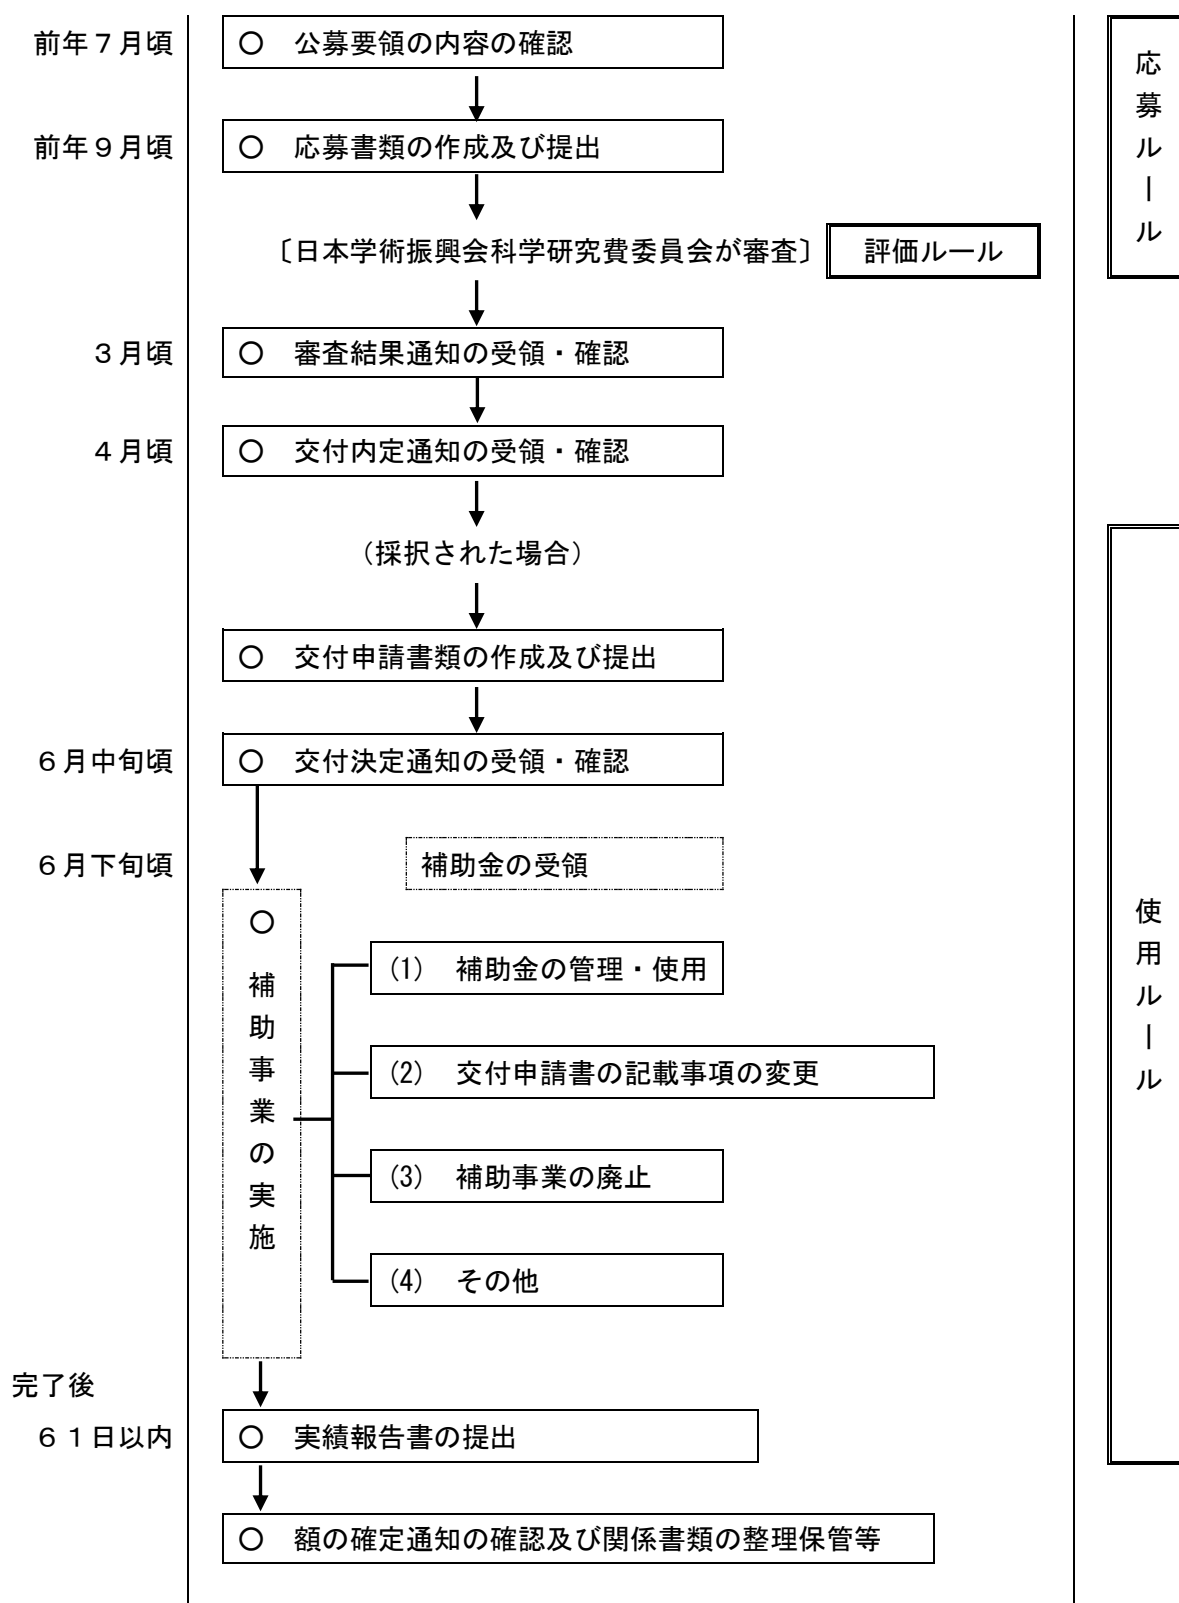 前年７月頃
○　公募要領の内容の確認
前年９月頃
○　応募書類の作成及び提出
〔日本学術振興会科学研究費委員会が審査〕
評価ルール
応募ルール
３月頃
○　審査結果通知の受領・確認
４月頃
○　交付内定通知の受領・確認
（採択された場合）
○　交付申請書類の作成及び提出
６月中旬頃
○　交付決定通知の受領・確認
６月下旬頃
補助金の受領
○　補助事業の実施
(1)　補助金の管理・使用
(2)　交付申請書の記載事項の変更
(3)　補助事業の廃止
(4)　その他
使用ルール
完了後
６１日以内
○　実績報告書の提出
○　額の確定通知の確認及び関係書類の整理保管等